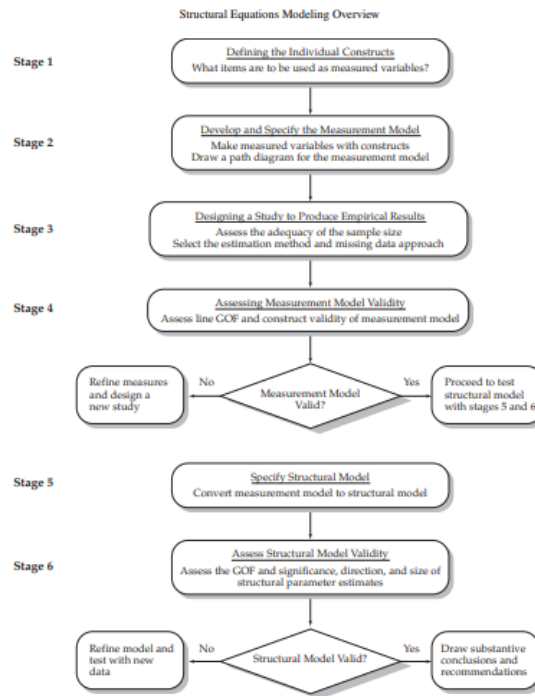 Structural Equations Modeling Overview
Stage 1
Defining the Individual Constructs
What items are to be used as measured variables?
Stage 2
Develop and Specify the Measurement Model
Make measured variables with constructs
Draw a path diagram for the measurement model
Stage 3
Designing a Study to Produce Empirical Results
Assess the adequacy of the sample size
Select the estimation method and missing data approach
Stage 4
Assessing Measurement Model Validity
Assess line GOF and construct validity of measurement model
Refine measures
and design a
new study
No
Measurement Model
Valid?
Yes
Proceed to test
structural model
with stages 5 and 6
Stage 5
Specify Structural Model
Convert measurement model to structural model
Stage 6
Assess Structural Model Validity
Assess the GOF and significance, direction, and size of
structural parameter estimates
Refine model and
test with new
data
No
Structural Model Valid?
Yes
Draw substantive
conclusions and
recommendations